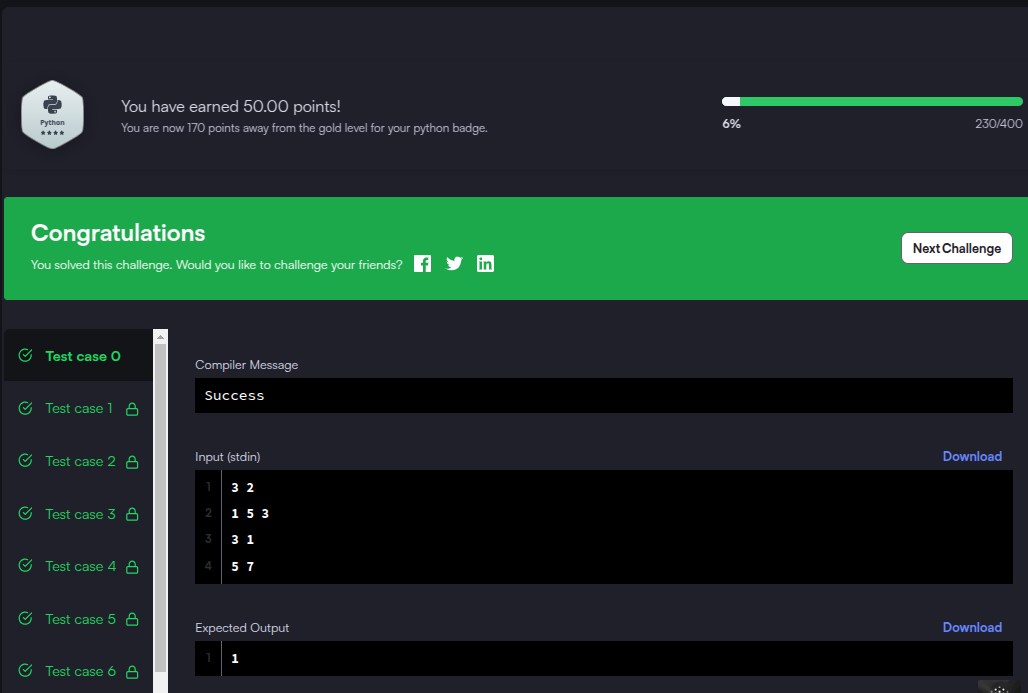 You have earned 50.00 points!
You are now 170 points away from the gold level for your python badge.
Python
6%
230/400
Congratulations
You solved this challenge. Would you like to challenge your friends?
Next Challenge
Test case 0
Test case 1
Test case 2
Test case 3
Test case 4
Test case 5
Test case 6
Compiler Message
Success
Input (stdin)
Download
1 3 2
2 1 5 3
3 3 1
4 5 7
Expected Output
Download
1 1